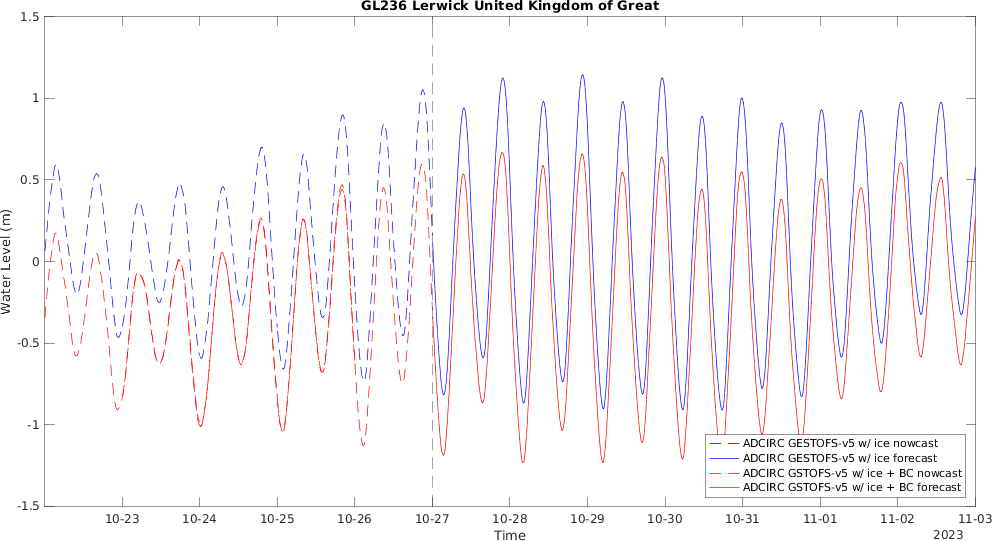 GL236 Lerwick United Kingdom of Great
Water Level (m)
1.5
1
0.5
0
-0.5
-1
-1.5
10-23 10-24 10-25 10-26 10-27 10-28 10-29 10-30 10-31 11-01 11-02 11-03
Time
2023
ADCIRC GESTOFS-v5 w/ ice nowcast
ADCIRC GESTOFS-v5 w/ ice forecast
ADCIRC GSTOFS-v5 w/ ice + BC nowcast
ADCIRC GSTOFS-v5 w/ ice + BC forecast